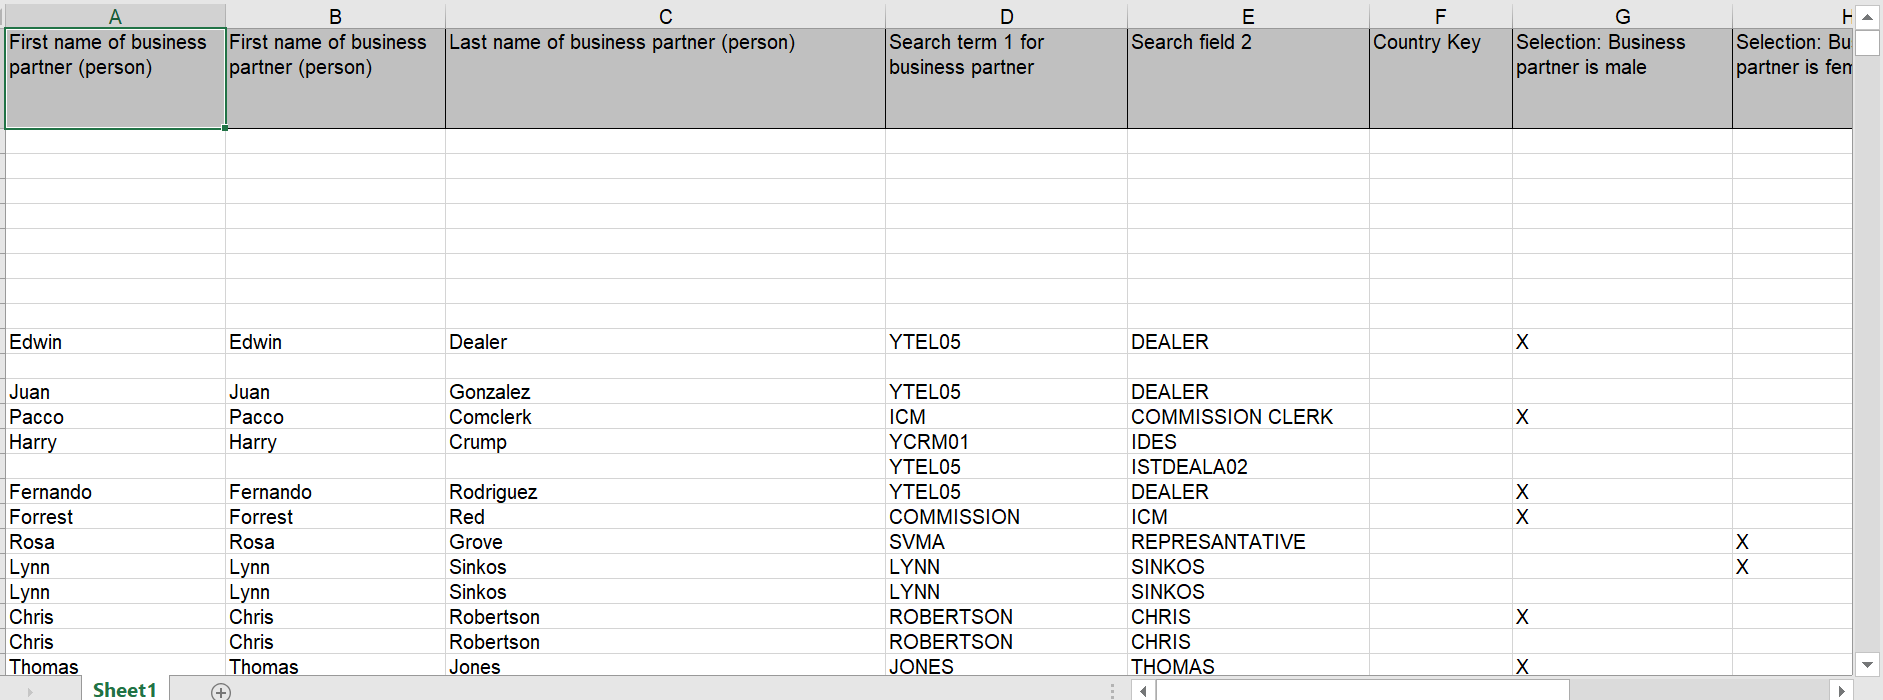 A B C D E F G H
First name of business First name of business Last name of business partner (person) Search term 1 for Search field 2 Country Key Selection: Business Selection: Bu
partner (person) partner (person) business partner partner is male partner is fem
Edwin Edwin Dealer YTEL05 DEALER X
Juan Juan Gonzalez YTEL05 DEALER
Pacco Pacco Comclerk ICM COMMISSION CLERK X
Harry Harry Crump YCRM01 IDES
YTEL05 ISTDEALA02
Fernando Fernando Rodriguez YTEL05 DEALER X
Forrest Forrest Red COMMISSION ICM X
Rosa Rosa Grove SVMA REPRESANTATIVE X
Lynn Lynn Sinkos LYNN SINKOS X
Lynn Lynn Sinkos LYNN SINKOS
Chris Chris Robertson ROBERTSON CHRIS X
Chris Chris Robertson ROBERTSON CHRIS
Thomas Thomas Jones JONES THOMAS X
Sheet1